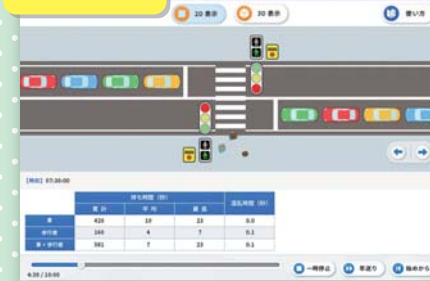 2D 表示
3D 表示
使い方
[時刻] 07:30:00
待ち時間（秒）
混乱時間（秒）
累計
平均
最長
車
420
10
23
0.0
歩行者
160
4
7
0.1
車・歩行者
581
7
23
0.1
4:20 / 10:00
一時停止
早送り
始めから